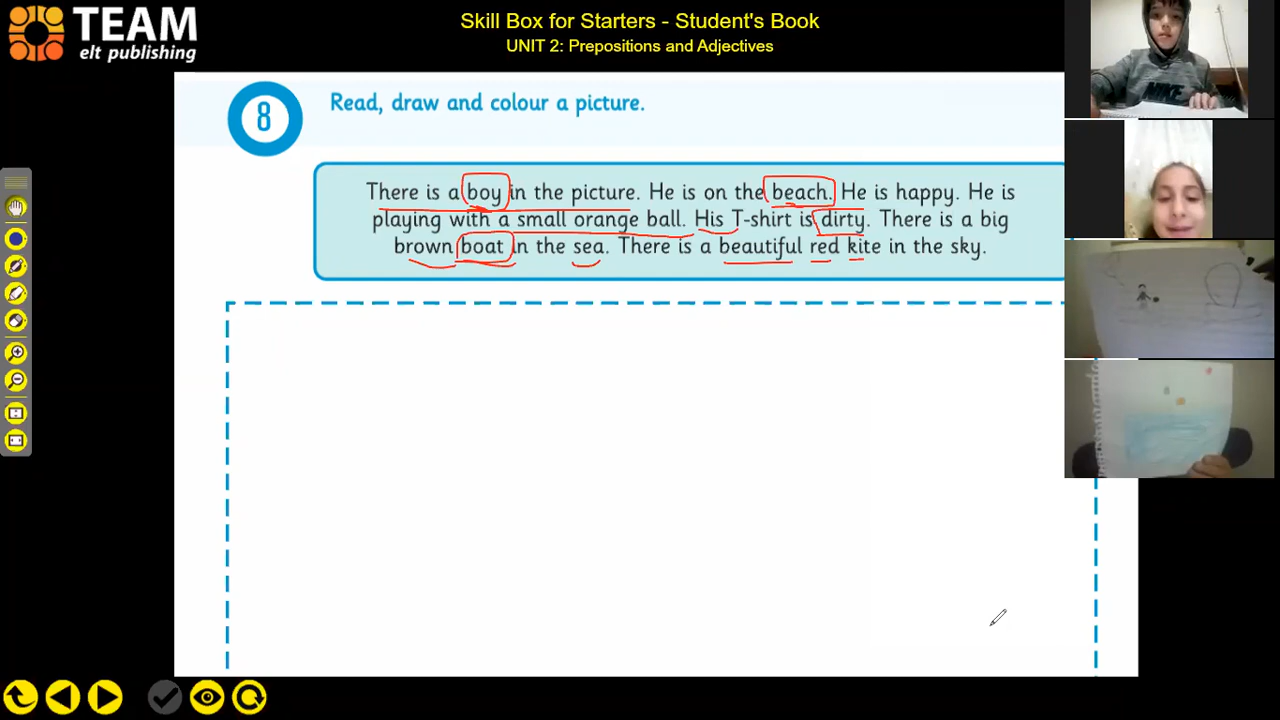 TEAM
elt publishing
Skill Box for Starters - Student's Book
UNIT 2: Prepositions and Adjectives
8
Read, draw and colour a picture.
There is a boy in the picture. He is on the beach. He is happy. He is
playing with a small orange ball. His T-shirt is dirty. There is a big
brown boat in the sea. There is a beautiful red kite in the sky.
NIKE